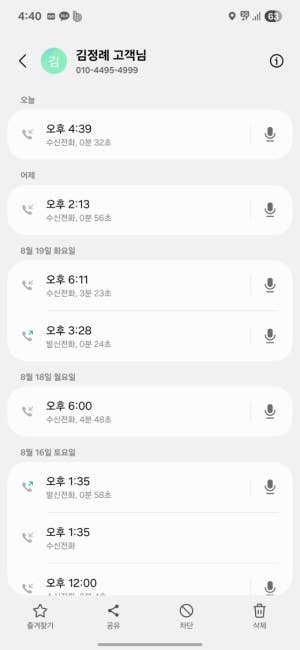 4:40
63
김
김정례 고객님
010-4495-4999
오늘
오후 4:39
수신전화, 0분 32초
어제
오후 2:13
수신전화, 0분 56초
8월 19일 화요일
오후 6:11
수신전화, 3분 23초
오후 3:28
발신전화, 0분 24초
8월 18일 월요일
오후 6:00
수신전화, 4분 48초
8월 16일 토요일
오후 1:35
발신전화, 0분 58초
오후 1:35
수신전화
오후 12:00
즐겨찾기
공유
차단
삭제